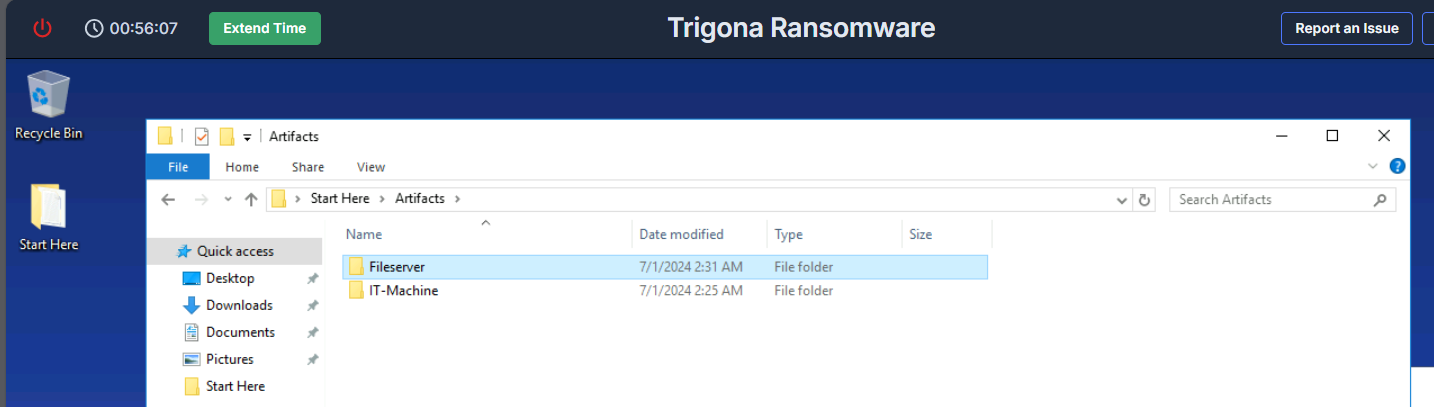 00:56:07 Extend Time Trigona Ransomware Report an Issue
Recycle Bin
Start Here
Artifacts
File Home Share View
Start Here Artifacts Search Artifacts
Name Date modified Type Size
Quick access
Desktop
Downloads
Documents
Pictures
Start Here
Fileserver 7/1/2024 2:31 AM File folder
IT-Machine 7/1/2024 2:25 AM File folder